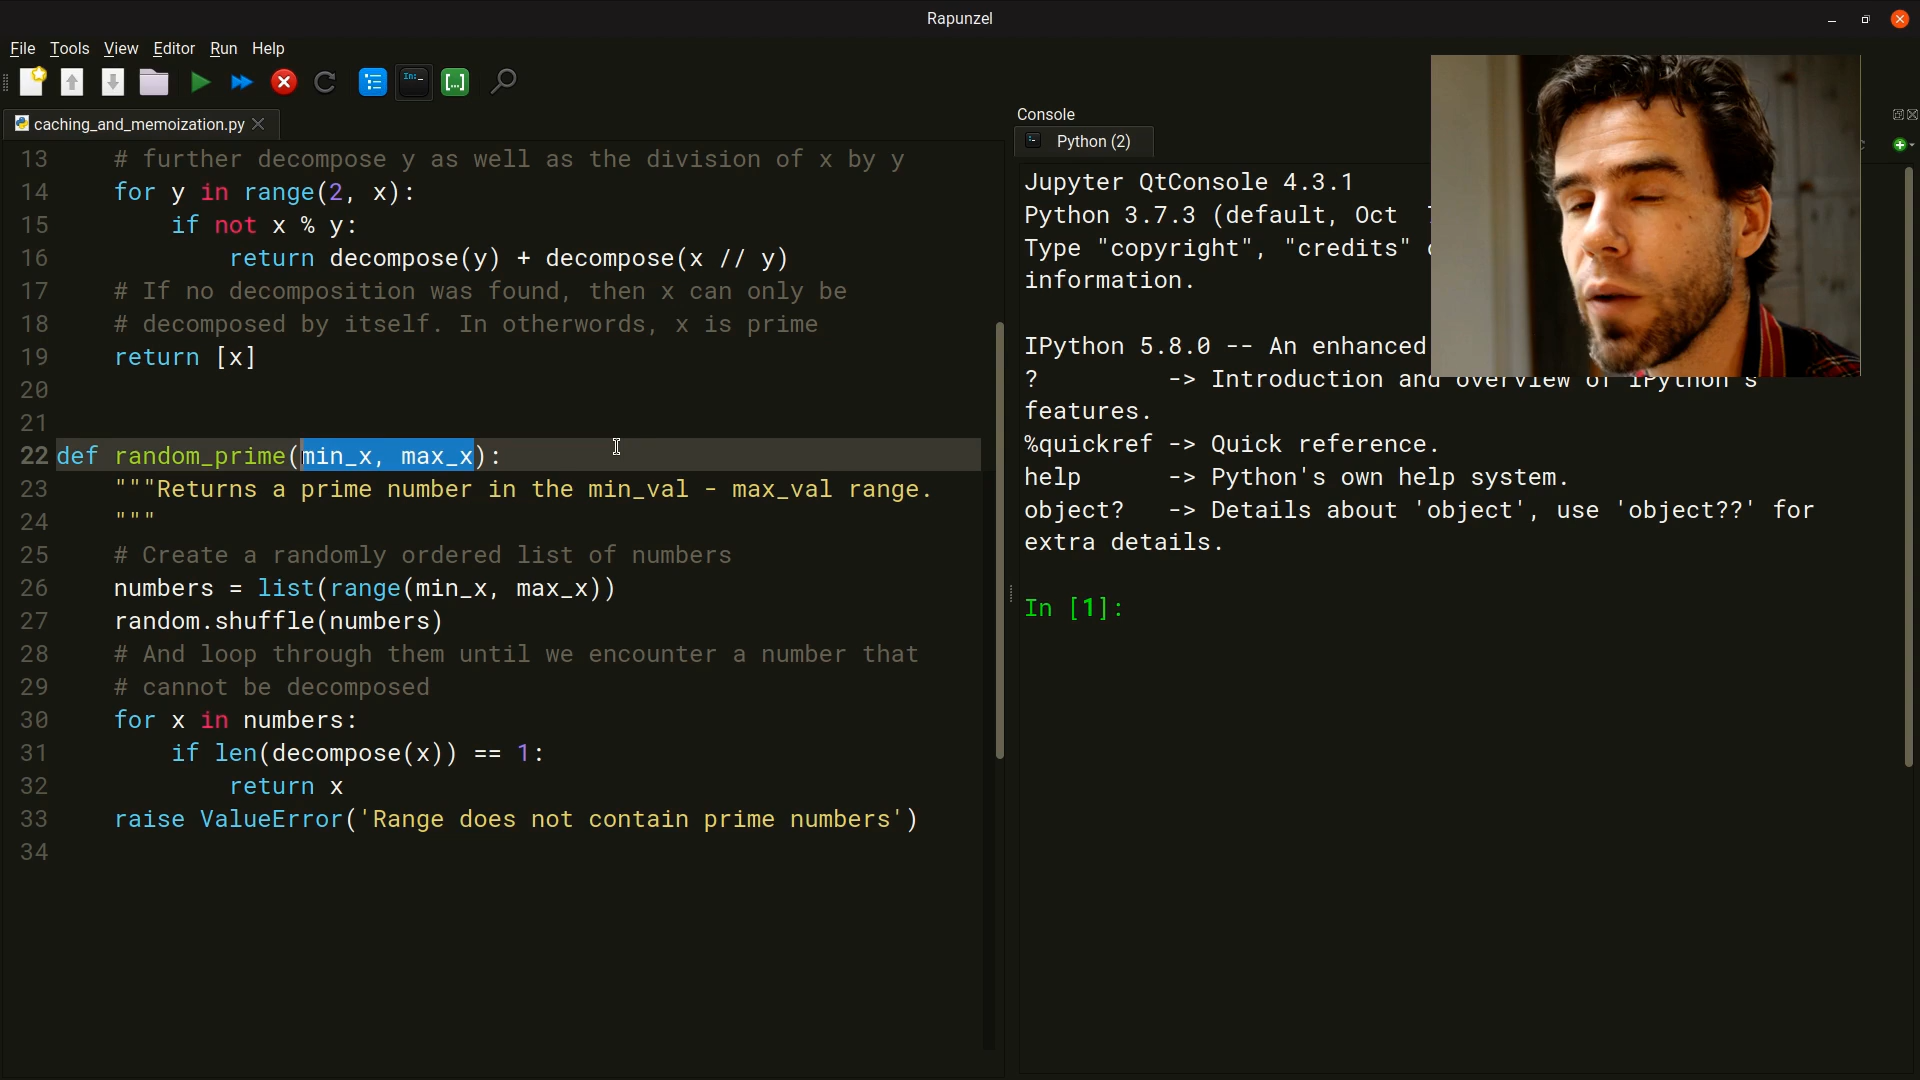 Rapunzel
File Tools View Editor Run Help
caching_and_memoization.py
13 # further decompose y as well as the division of x by y
14 for y in range(2, x):
15 if not x % y:
16 return decompose(y) + decompose(x // y)
17 # If no decomposition was found, then x can only be
18 # decomposed by itself. In otherwords, x is prime
19 return [x]
20
21
22 def random_prime(min_x, max_x):
23 """Returns a prime number in the min_val - max_val range.
24 """
25 # Create a randomly ordered list of numbers
26 numbers = list(range(min_x, max_x))
27 random.shuffle(numbers)
28 # And loop through them until we encounter a number that
29 # cannot be decomposed
30 for x in numbers:
31 if len(decompose(x)) == 1:
32 return x
33 raise ValueError('Range does not contain prime numbers')
34
Console
Python (2)
Jupyter QtConsole 4.3.1
Python 3.7.3 (default, Oct
Type "copyright", "credits"
information.
IPython 5.8.0 -- An enhanced
? -> Introduction and overview of IPython's
features.
%quickref -> Quick reference.
help -> Python's own help system.
object? -> Details about 'object', use 'object??' for
extra details.
In [1]: